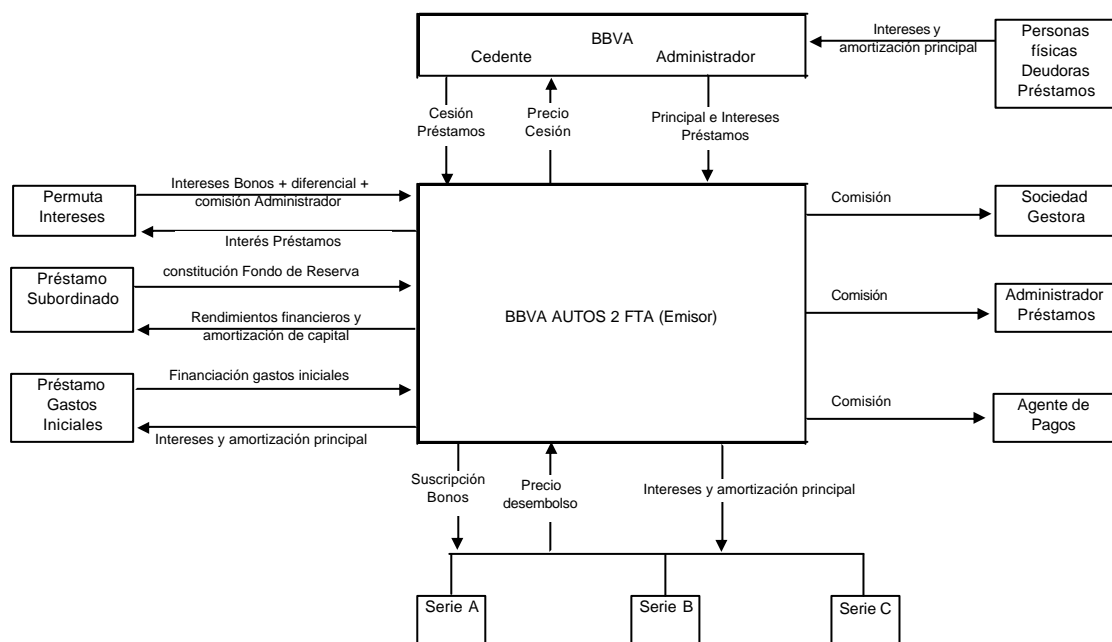 BBVA
Cedente
Administrador
Intereses y
amortización principal
Personas
físicas
Deudoras
Préstamos
Cesión
Préstamos
Precio
Cesión
Principal e Intereses
Préstamos
Permuta
Intereses
Intereses Bonos + diferencial +
comisión Administrador
Interés Préstamos
Préstamo
Subordinado
constitución Fondo de Reserva
Rendimientos financieros y
amortización de capital
Préstamo
Gastos
Iniciales
Financiación gastos iniciales
Intereses y amortización principal
BBVA AUTOS 2 FTA (Emisor)
Comisión
Sociedad
Gestora
Comisión
Administrador
Préstamos
Comisión
Agente de
Pagos
Suscripción
Bonos
Precio
desembolso
Intereses y amortización principal
Serie A
Serie B
Serie C